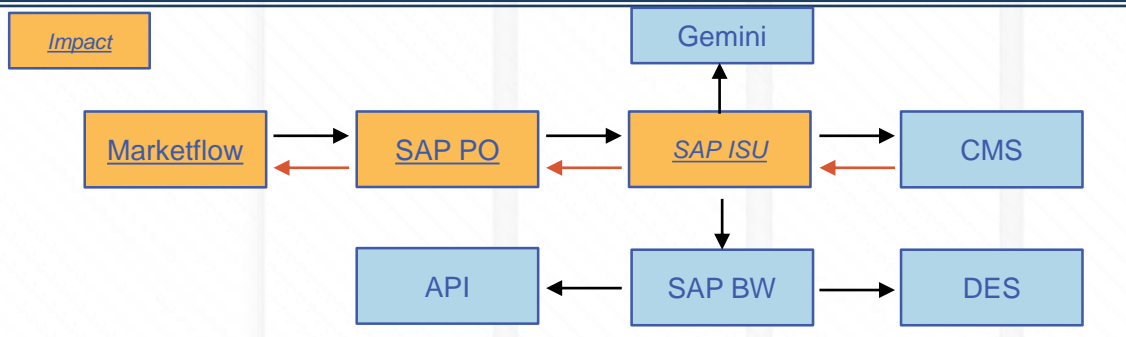 Impact
Gemini
Marketflow
SAP PO
SAP ISU
CMS
API
SAP BW
DES